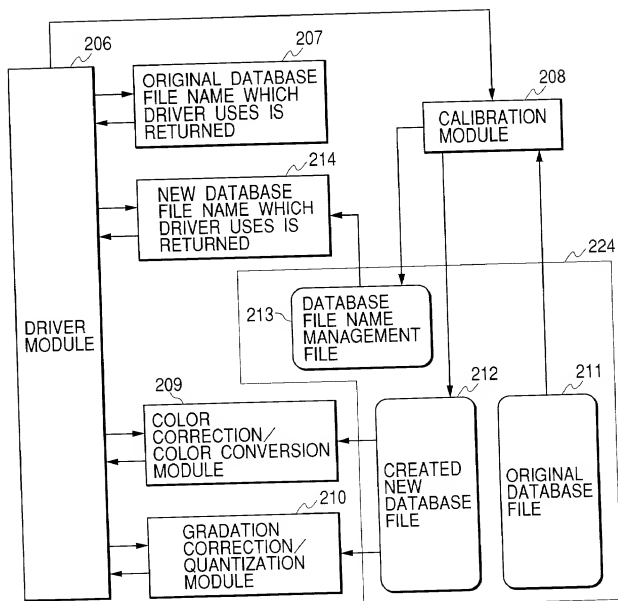 206
207
ORIGINAL DATABASE
FILE NAME WHICH
DRIVER USES IS
RETURNED
208
CALIBRATION
MODULE
214
NEW DATABASE
FILE NAME WHICH
DRIVER USES IS
RETURNED
224
DRIVER
MODULE
213
DATABASE
FILE NAME
MANAGEMENT
FILE
209
COLOR
CORRECTION/
COLOR CONVERSION
MODULE
212
CREATED
NEW
DATABASE
FILE
211
ORIGINAL
DATABASE
FILE
210
GRADATION
CORRECTION/
QUANTIZATION
MODULE